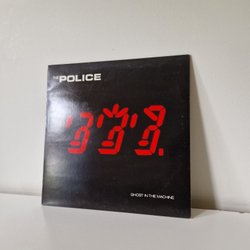 THE POLICE
GHOST IN THE MACHINE